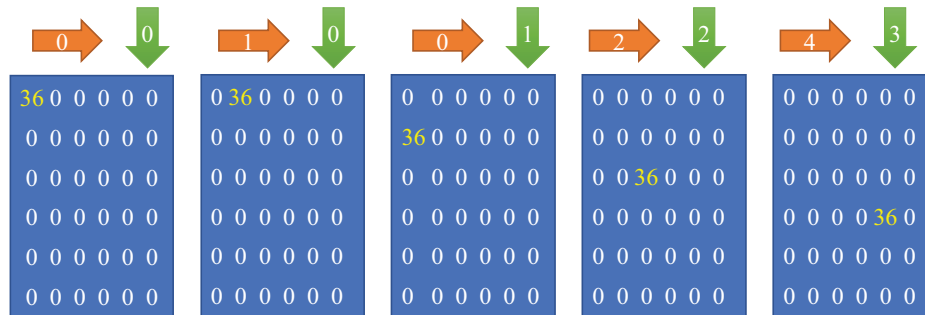 0 0 1 0 0 1 2 2 4 3
36 0 0 0 0 0 0 36 0 0 0 0 0 0 0 0 0 0 0 0 0 0 0 0 0 0 0 0 0 0
0 0 0 0 0 0 0 0 0 0 0 0 36 0 0 0 0 0 0 0 0 0 0 0 0 0 0 0 0 0
0 0 0 0 0 0 0 0 0 0 0 0 0 0 0 0 0 0 0 0 36 0 0 0 0 0 0 0 0 0
0 0 0 0 0 0 0 0 0 0 0 0 0 0 0 0 0 0 0 0 0 0 0 0 0 0 0 0 36 0
0 0 0 0 0 0 0 0 0 0 0 0 0 0 0 0 0 0 0 0 0 0 0 0 0 0 0 0 0 0
0 0 0 0 0 0 0 0 0 0 0 0 0 0 0 0 0 0 0 0 0 0 0 0 0 0 0 0 0 0